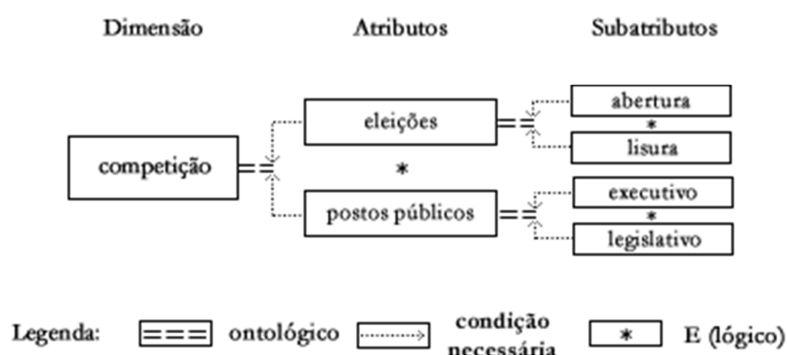 Dimensão Atributos Subatributos
abertura
eleições
*
lisura
competição
*
executivo
postos públicos
*
legislativo
Legenda: === ontológico condição necessária * E (lógico)